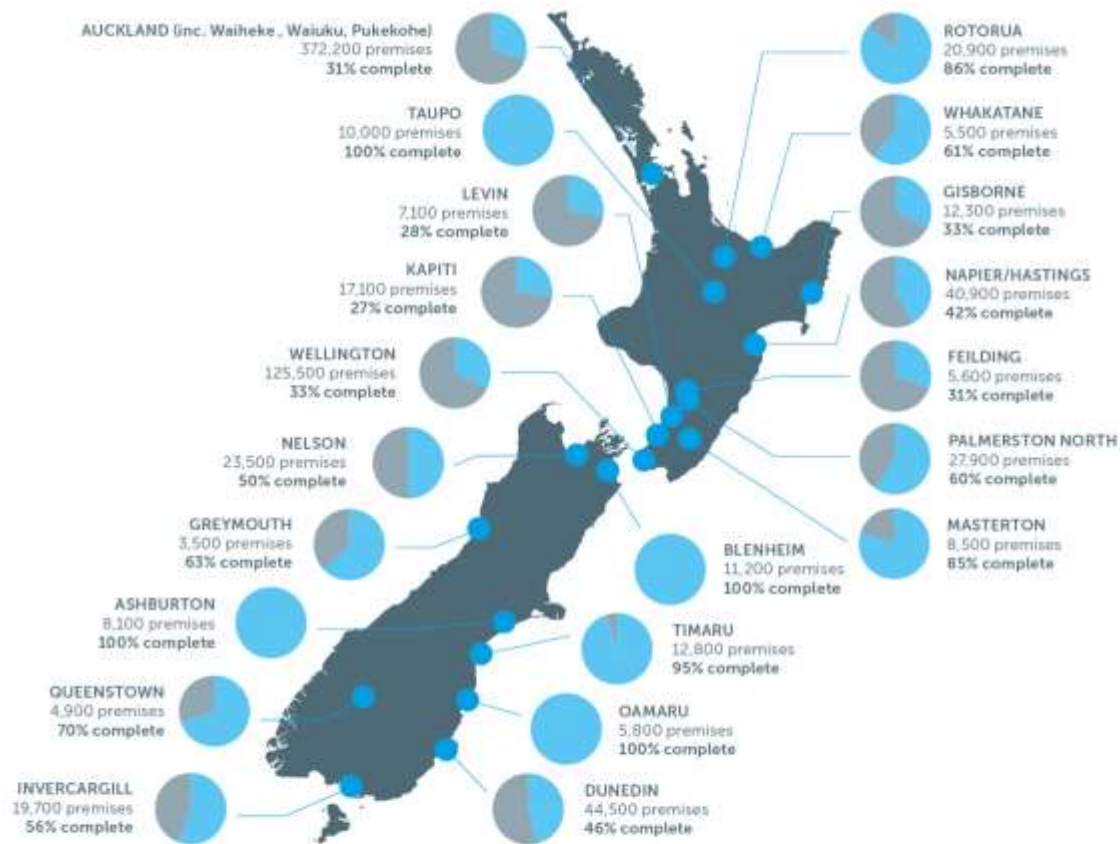 AUCKLAND (inc. Waiheke , Waiuku, Pukekohe)
372,200 premises
31% complete
TAUPO
10,000 premises
100% complete
LEVIN
7,100 premises
28% complete
KAPITI
17,100 premises
27% complete
WELLINGTON
125,500 premises
33% complete
NELSON
23,500 premises
50% complete
GREYMOUTH
3,500 premises
63% complete
ASHBURTON
8,100 premises
100% complete
QUEENSTOWN
4,900 premises
70% complete
INVERCARGILL
19,700 premises
56% complete
ROTORUA
20,900 premises
86% complete
WHAKATANE
5,500 premises
61% complete
GISBORNE
12,300 premises
33% complete
NAPIER/HASTINGS
40,900 premises
42% complete
FEILDING
5,600 premises
31% complete
PALMERSTON NORTH
27,900 premises
60% complete
MASTERTON
8,500 premises
85% complete
BLENHEIM
11,200 premises
100% complete
TIMARU
12,800 premises
95% complete
OAMARU
5,800 premises
100% complete
DUNEDIN
44,500 premises
46% complete